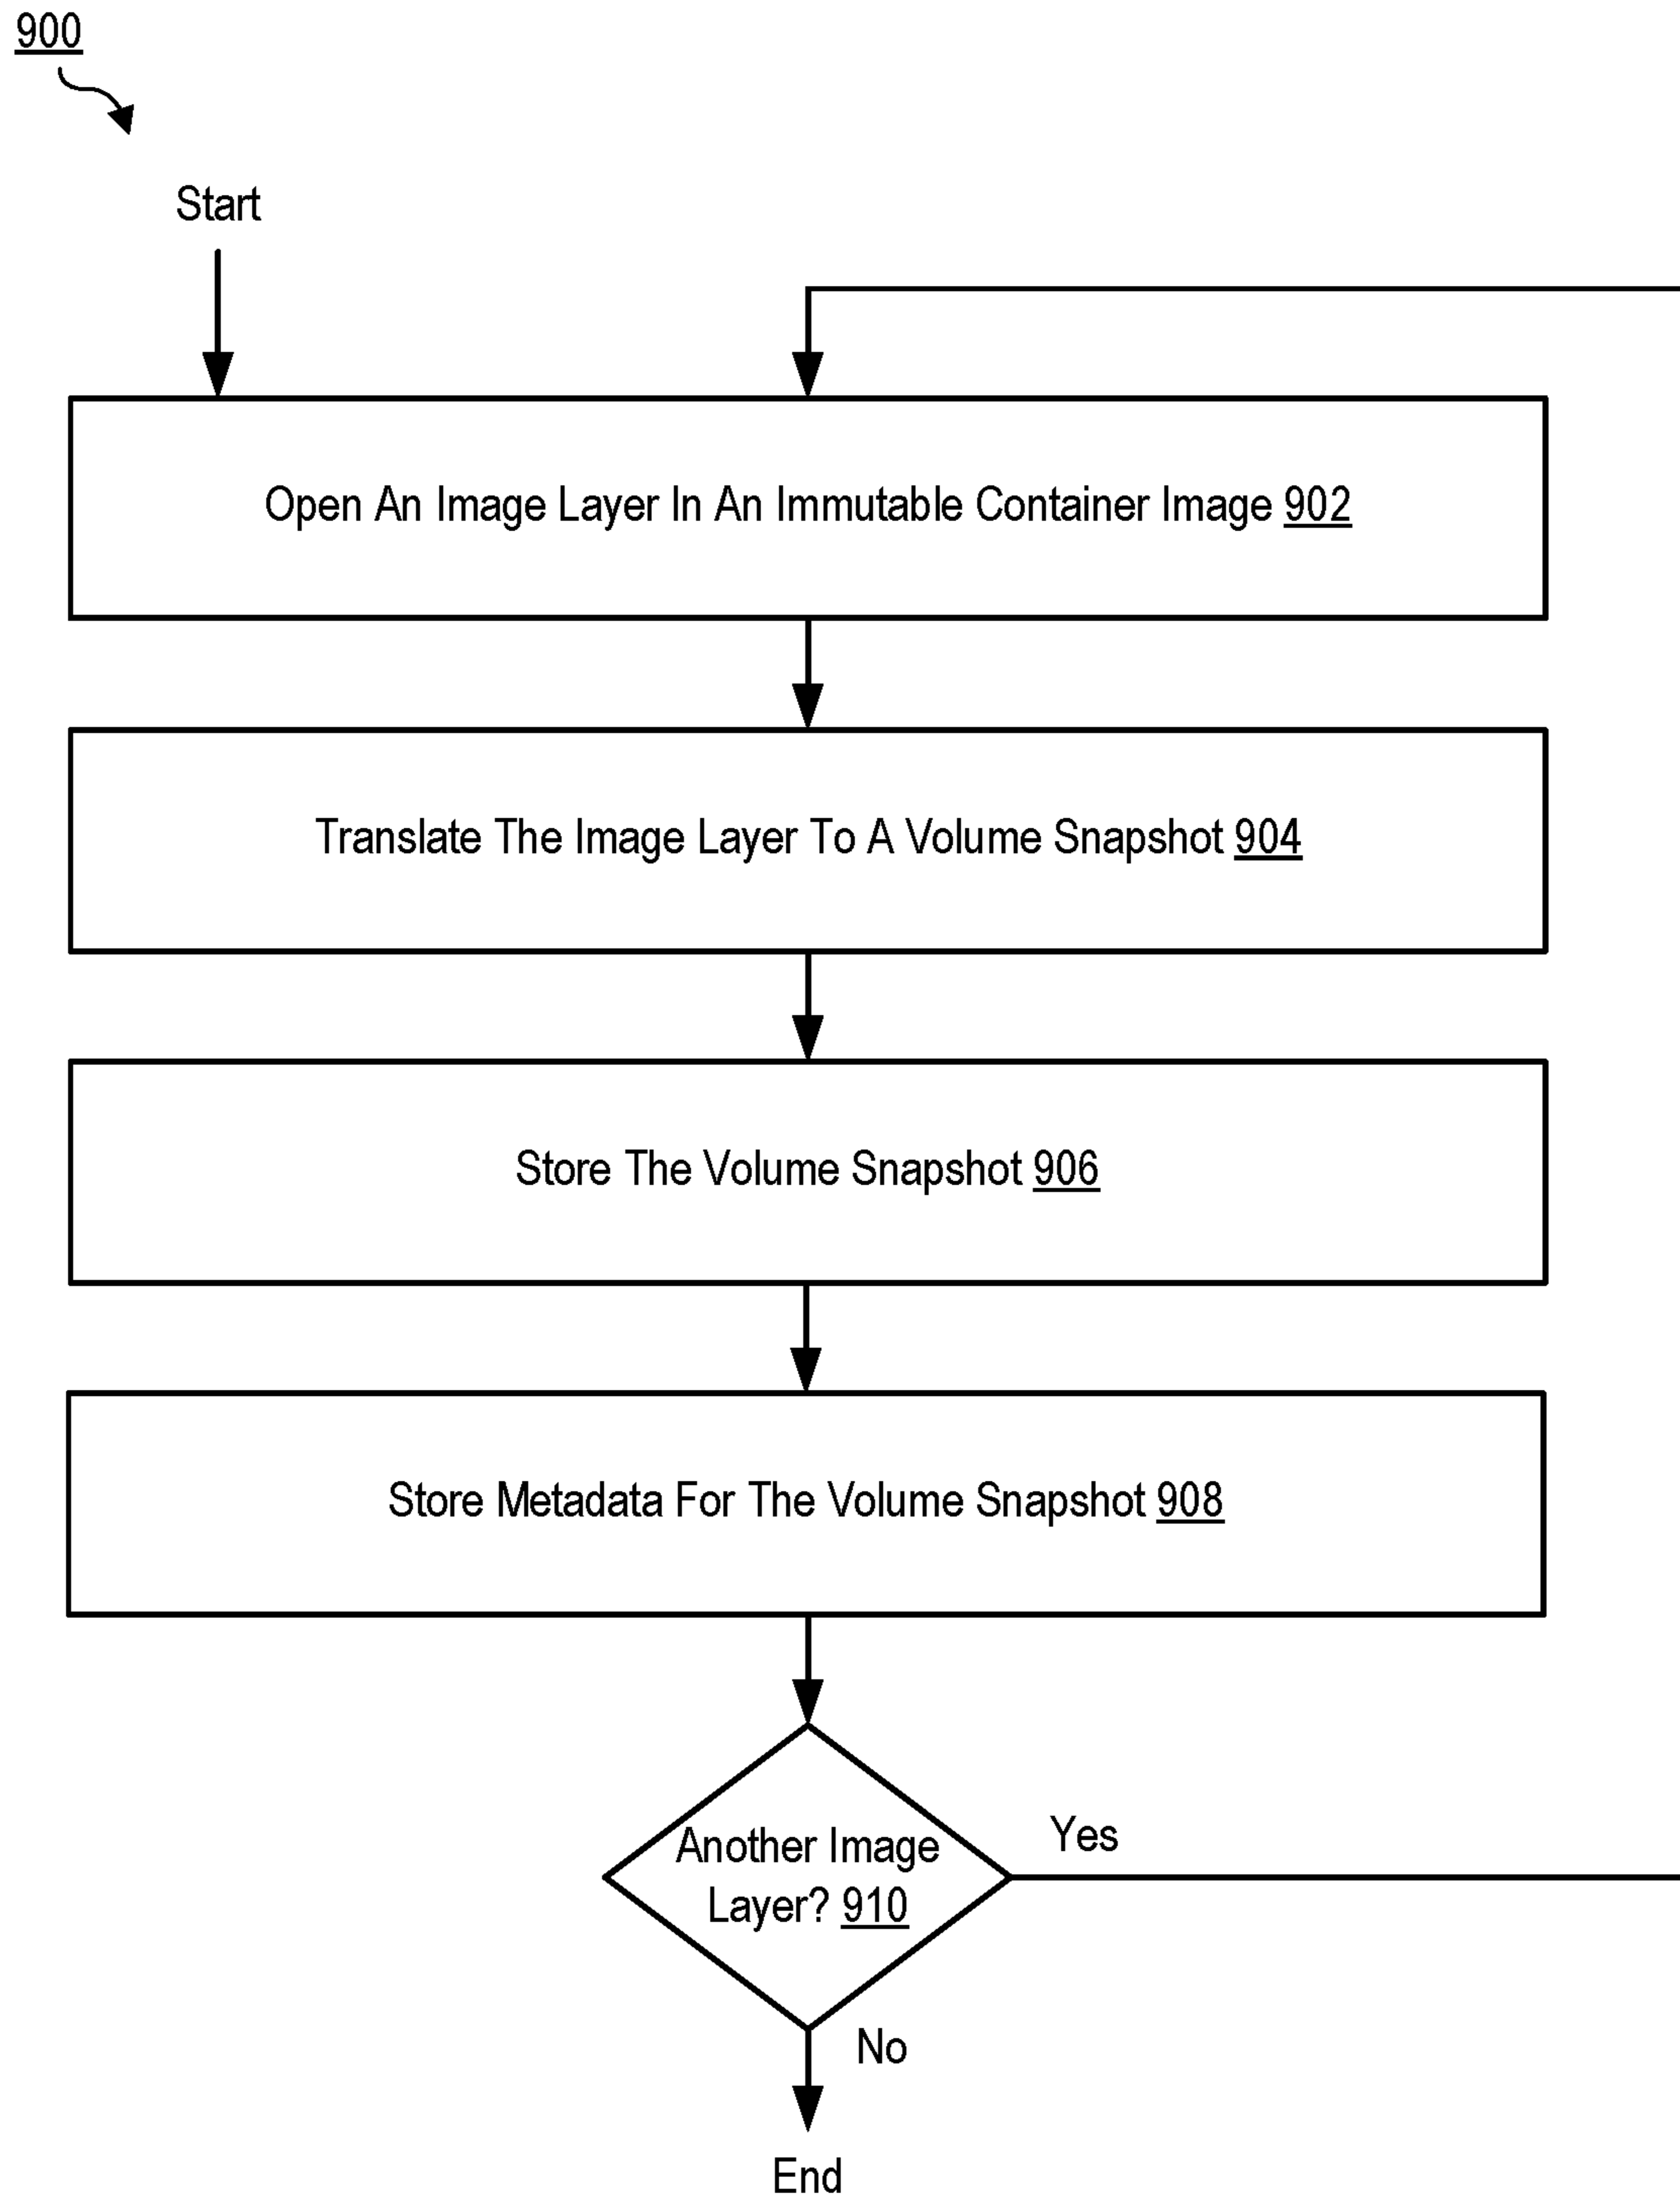 900
Start
Open An Image Layer In An Immutable Container Image 902
Translate The Image Layer To A Volume Snapshot 904
Store The Volume Snapshot 906
Store Metadata For The Volume Snapshot 908
Another Image
Layer? 910
Yes
No
End